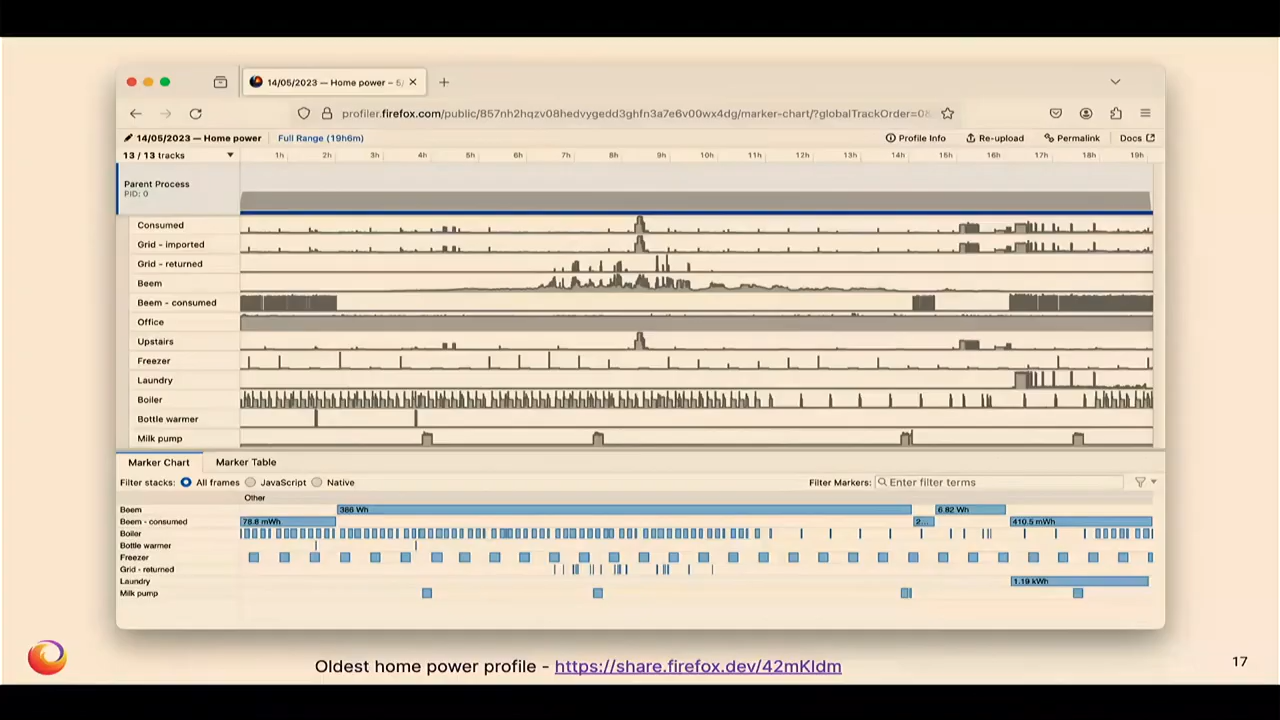 14/05/2023 — Home power – 5/
profiler.firefox.com/public/857nh2hqzv08hedvygedd3ghfn3a7e6v00wx4dg/marker-chart/?globalTrackOrder=0&
14/05/2023 — Home power Full Range (19h6m) Profile Info Re-upload Permalink Docs
13 / 13 tracks 1h 2h 3h 4h 5h 6h 7h 8h 9h 10h 11h 12h 13h 14h 15h 16h 17h 18h 19h
Parent Process
PID: 0
Consumed
Grid - imported
Grid - returned
Beem
Beem - consumed
Office
Upstairs
Freezer
Laundry
Boiler
Bottle warmer
Milk pump
Marker Chart Marker Table
Filter stacks: All frames JavaScript Native Filter Markers: Enter filter terms
Other
Beem 386 Wh 6.82 Wh
Beem - consumed 78.8 mWh 2... 410.5 mWh
Boiler
Bottle warmer
Freezer
Grid - returned
Laundry 1.19 kWh
Milk pump
Oldest home power profile - https://share.firefox.dev/42mKldm
17